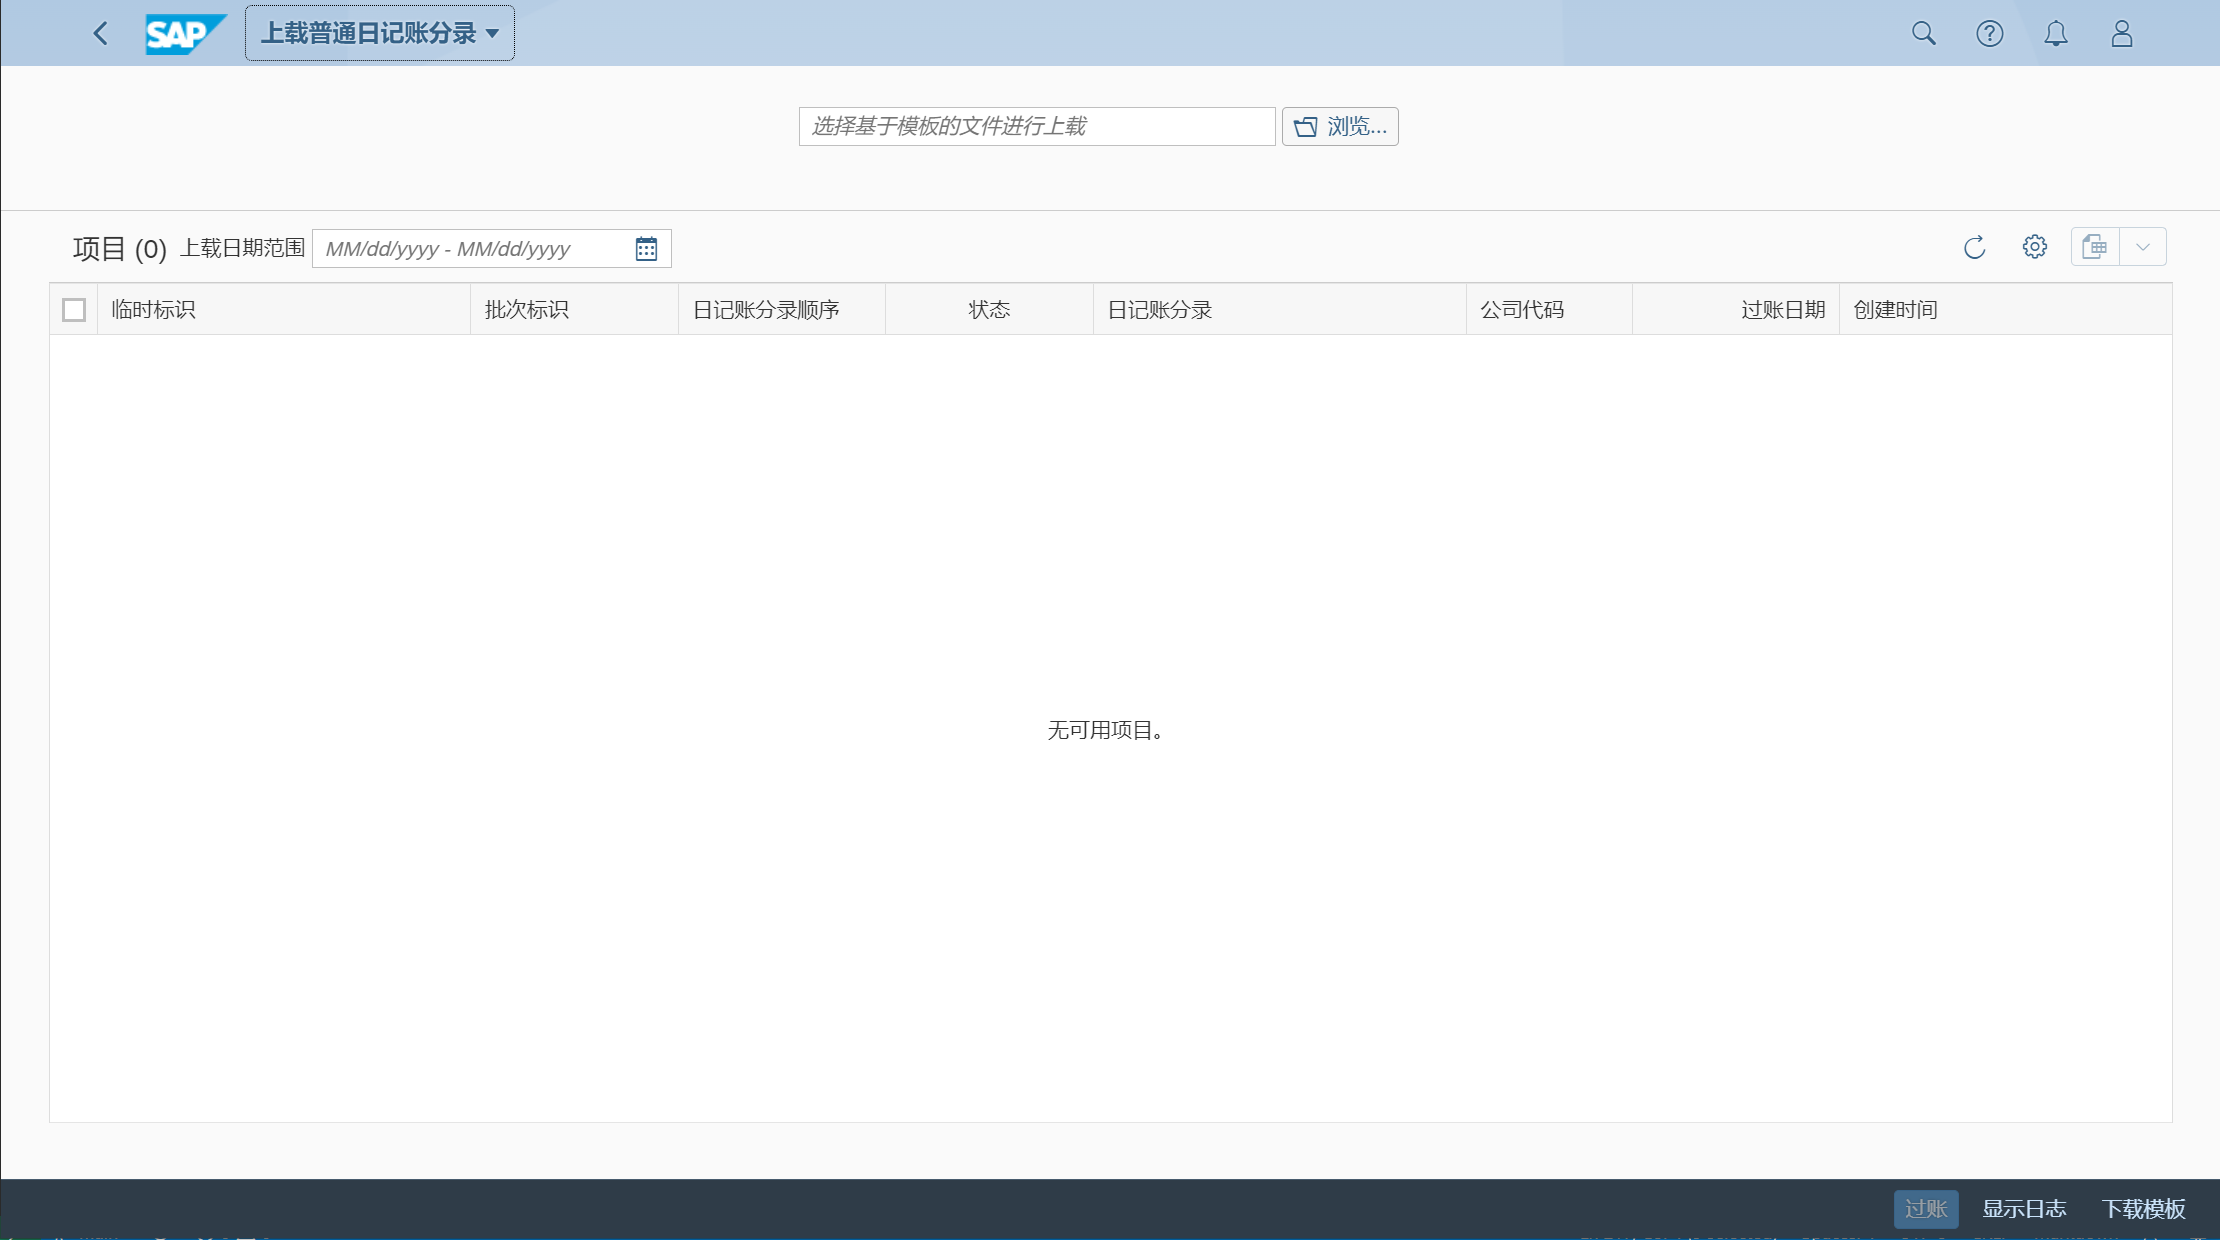 SAP 上载普通日记账分录
选择基于模板的文件进行上载 浏览...
项目 (0) 上载日期范围 MM/dd/yyyy - MM/dd/yyyy
临时标识 批次标识 日记账分录顺序 状态 日记账分录 公司代码 过账日期 创建时间
无可用项目。
过账 显示日志 下载模板